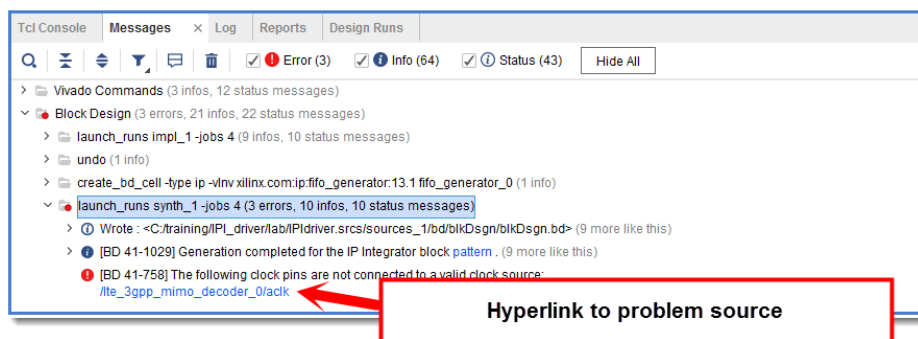 Tcl Console Messages × Log Reports Design Runs
Error (3) Info (64) Status (43) Hide All
Vivado Commands (3 infos, 12 status messages)
Block Design (3 errors, 21 infos, 22 status messages)
launch_runs impl_1 -jobs 4 (9 infos, 10 status messages)
undo (1 info)
create_bd_cell -type ip -vlnv xilinx.com:ip:fifo_generator:13.1 fifo_generator_0 (1 info)
launch_runs synth_1 -jobs 4 (3 errors, 10 infos, 10 status messages)
Wrote : <C:/training/IPI_driver/lab/IPIdriver.srcs/sources_1/bd/blkDsgn/blkDsgn.bd> (9 more like this)
[BD 41-1029] Generation completed for the IP Integrator block pattern . (9 more like this)
[BD 41-758] The following clock pins are not connected to a valid clock source:
/lte_3gpp_mimo_decoder_0/aclk
Hyperlink to problem source